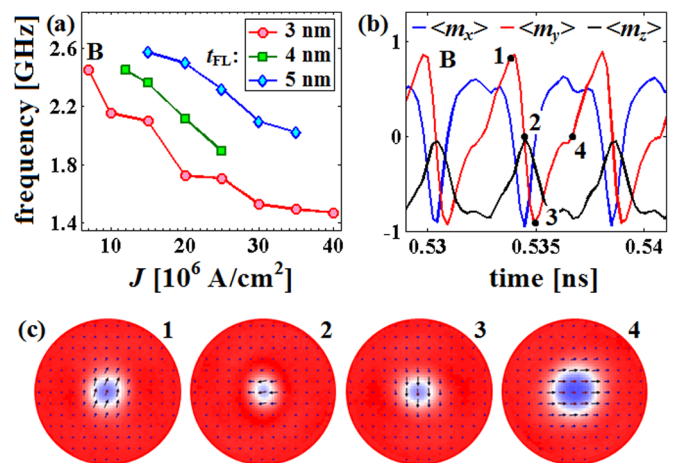 (a)
B
t_FL:
3 nm
4 nm
5 nm
frequency [GHz]
2.6
2.2
1.8
1.4
10
20
30
40
J [10^6 A/cm^2]
(b)
<m_x> <m_y> <m_z>
B
1
2
3
4
1
0
-1
0.53
0.535
0.54
time [ns]
(c)
1
2
3
4